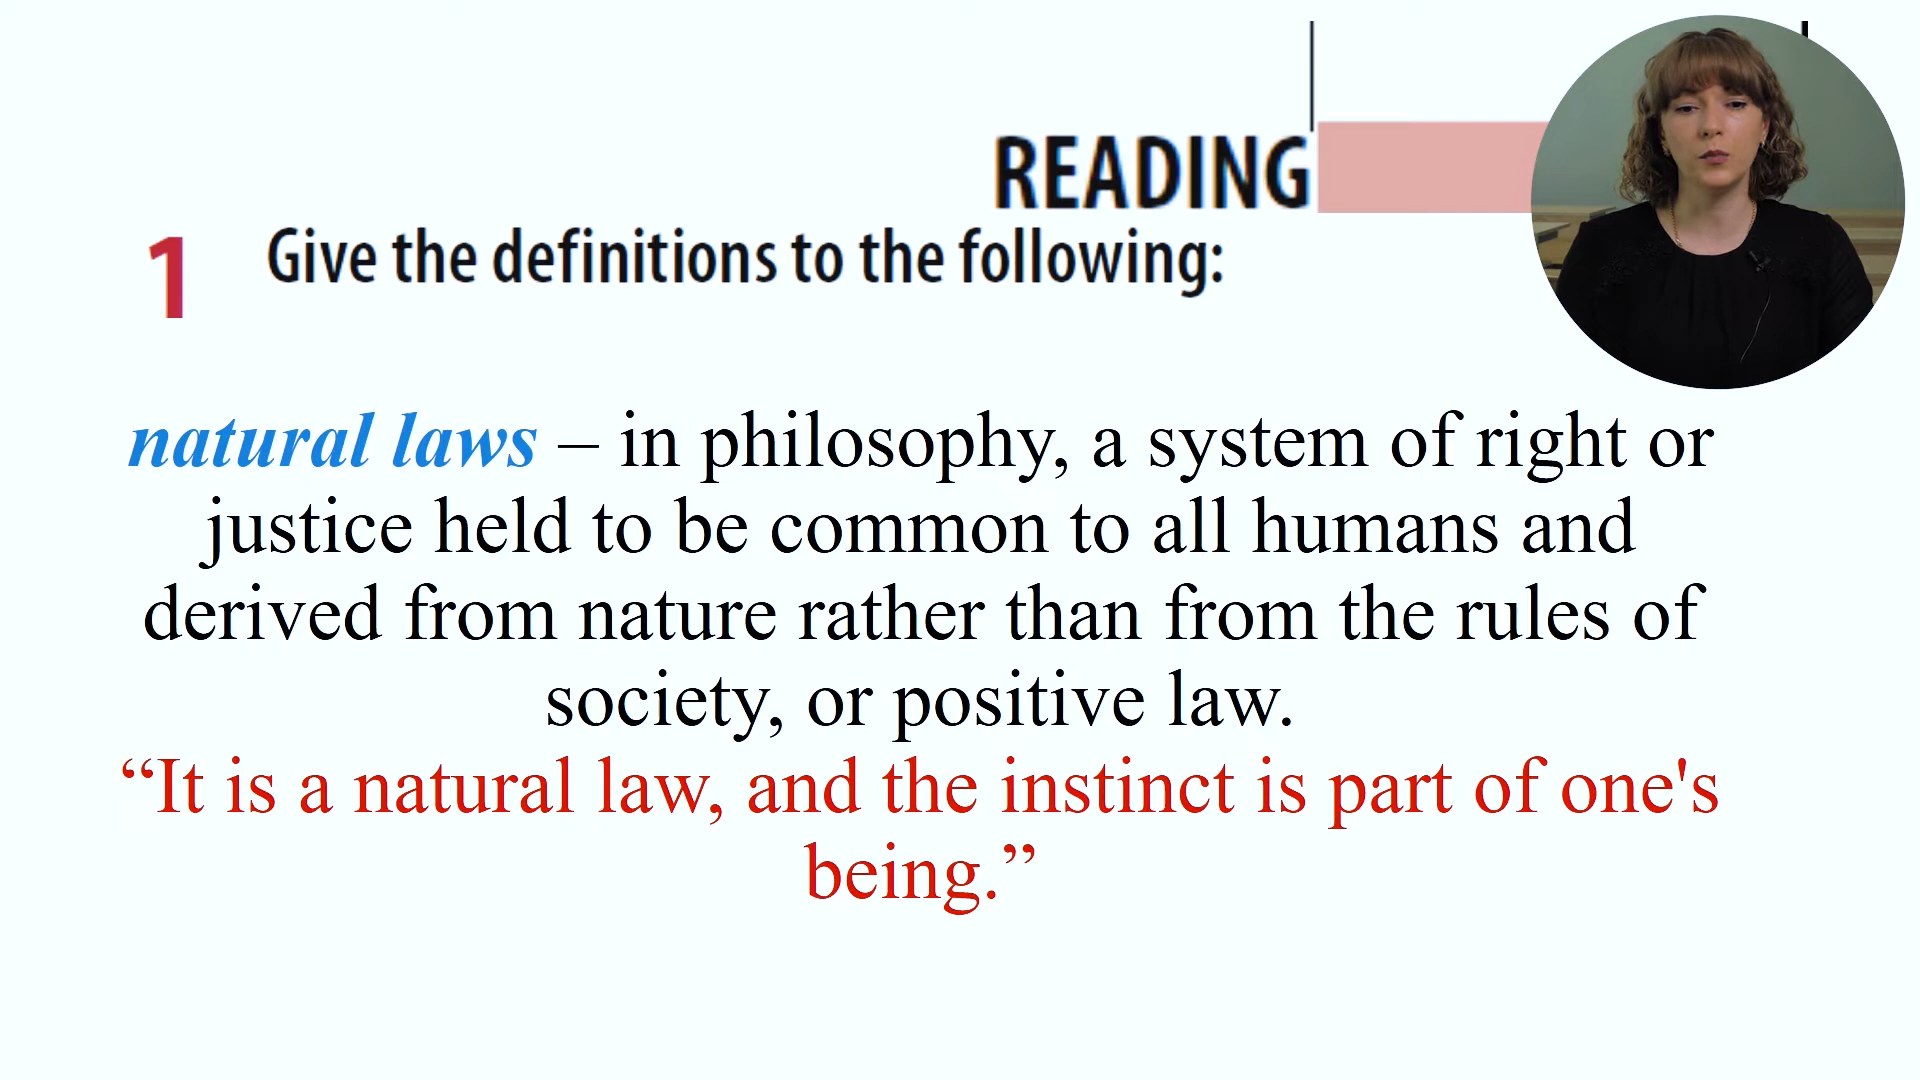 READING
1 Give the definitions to the following:
natural laws – in philosophy, a system of right or
justice held to be common to all humans and
derived from nature rather than from the rules of
society, or positive law.
“It is a natural law, and the instinct is part of one's
being.”